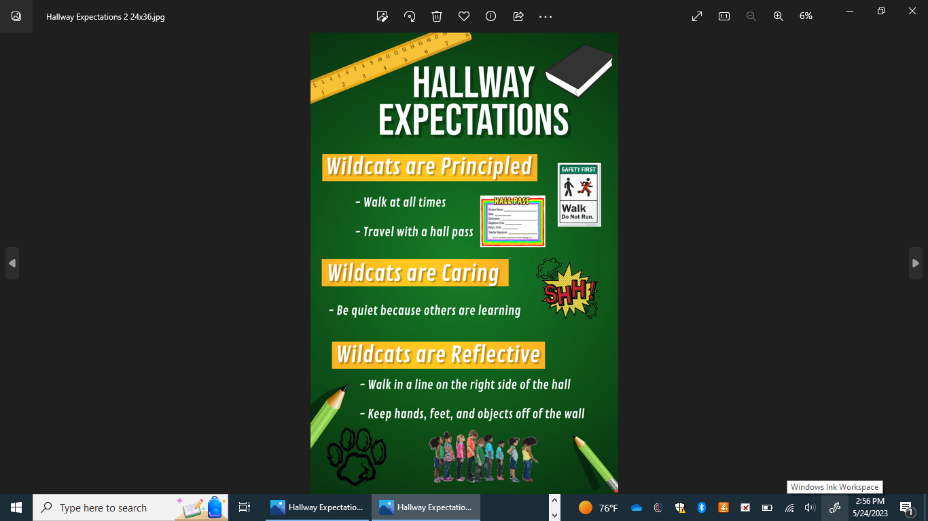 Hallway Expectations 2 24x36.jpg
6%
HALLWAY
EXPECTATIONS
Wildcats are Principled
SAFETY FIRST
- Walk at all times
HALL PASS
Walk
Do Not Run.
- Travel with a hall pass
Wildcats are Caring
SHH!
- Be quiet because others are learning
Wildcats are Reflective
- Walk in a line on the right side of the hall
- Keep hands, feet, and objects off of the wall
Windows Ink Workspace
Type here to search
Hallway Expectatio...
Hallway Expectatio...
76°F
2:56 PM
5/24/2023